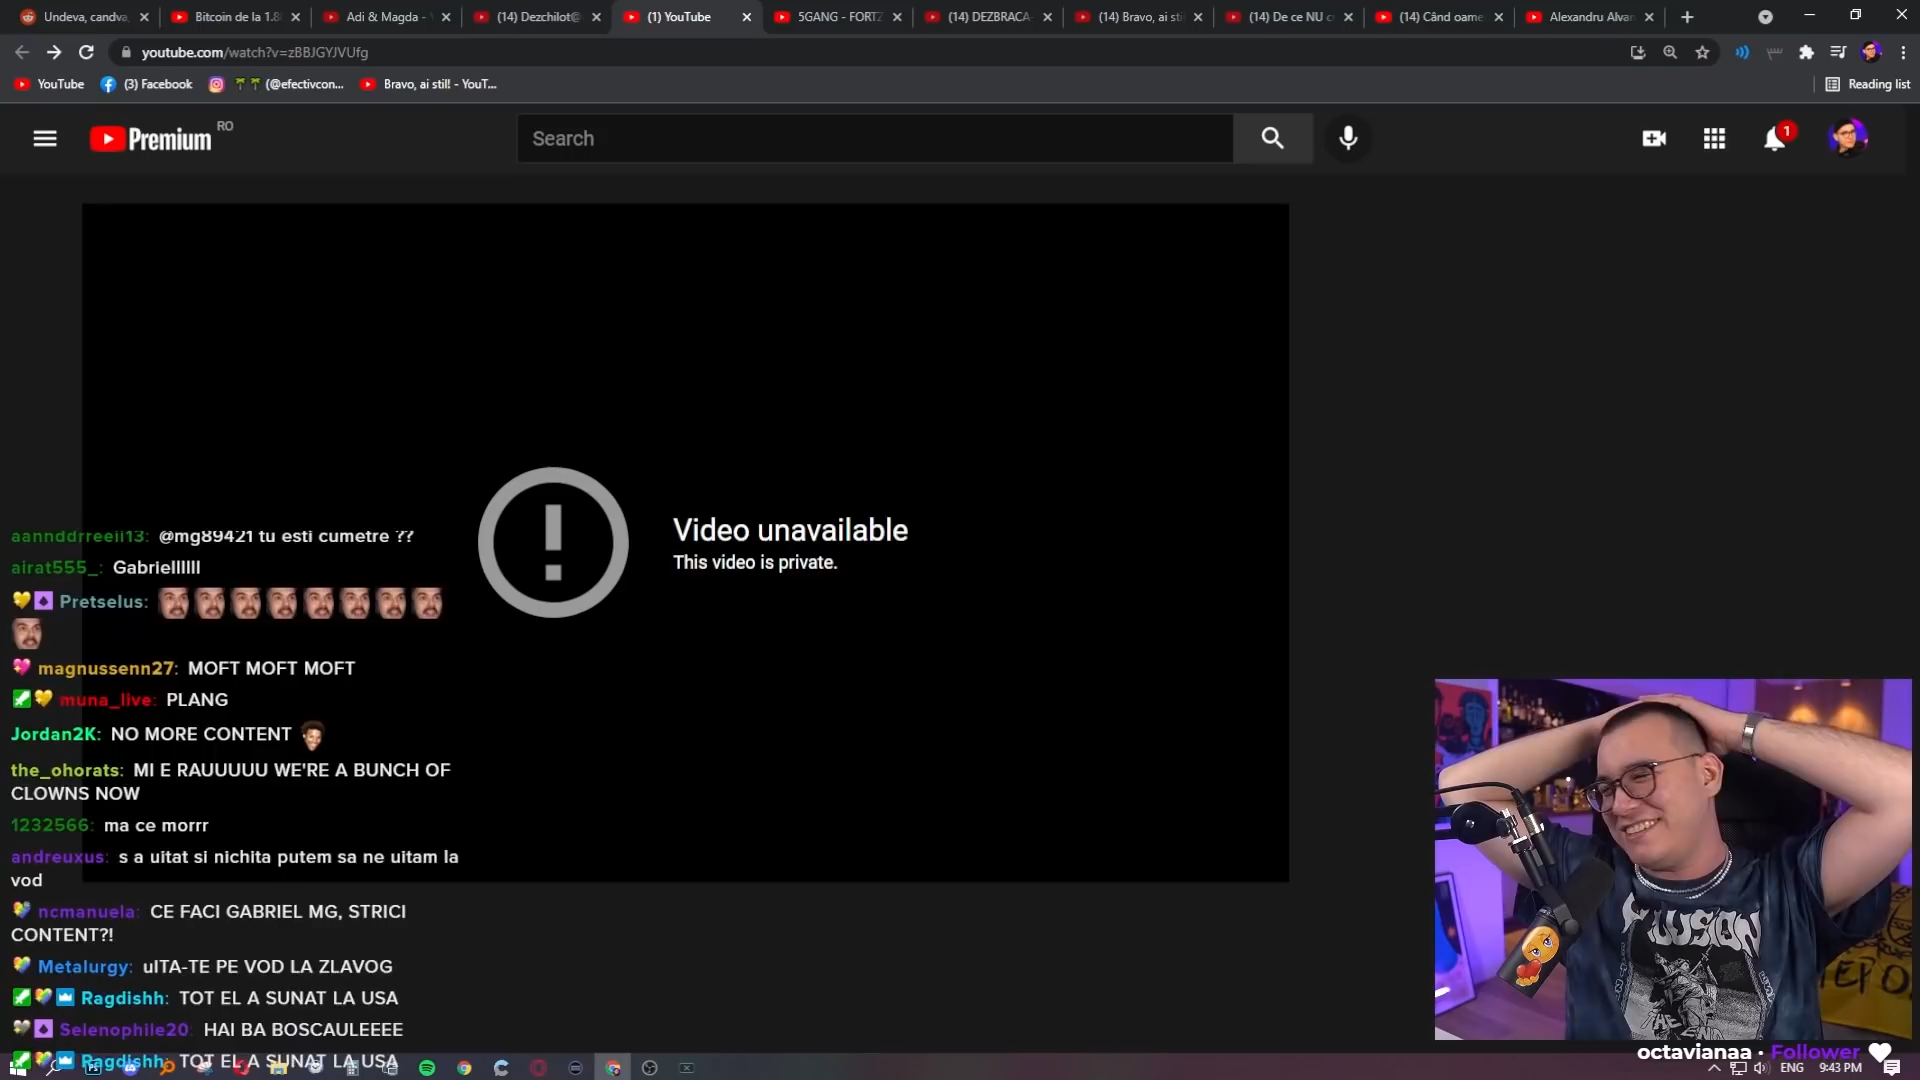 Undeva, candva,
Bitcoin de la 1.8
Adi & Magda -
(14) Dezchilot@
(1) YouTube
5GANG - FORTZ
(14) DEZBRACA
(14) Bravo, ai sti
(14) De ce NU c
(14) Când oame
Alexandru Alvar
youtube.com/watch?v=zBBJGYJVUfg
YouTube
(3) Facebook
(@efectivcon...
Bravo, ai stil! - YouT...
Reading list
Premium RO
Search
1
Video unavailable
This video is private.
aannddrreeii13: @mg89421 tu esti cumetre ??
airat555_: Gabriellllll
Pretselus:
magnussenn27: MOFT MOFT MOFT
muna_live: PLANG
Jordan2K: NO MORE CONTENT
the_ohorats: MI E RAUUUUU WE'RE A BUNCH OF
CLOWNS NOW
1232566: ma ce morrr
andreuxus: s a uitat si nichita putem sa ne uitam la
vod
ncmanuela: CE FACI GABRIEL MG, STRICI
CONTENT?!
Metalurgy: uITA-TE PE VOD LA ZLAVOG
Ragdishh: TOT EL A SUNAT LA USA
Selenophile20: HAI BA BOSCAULEEEE
Ragdishh: TOT EL A SUNAT LA USA
THE END
octavianaa · Follower
ENG
9:43 PM